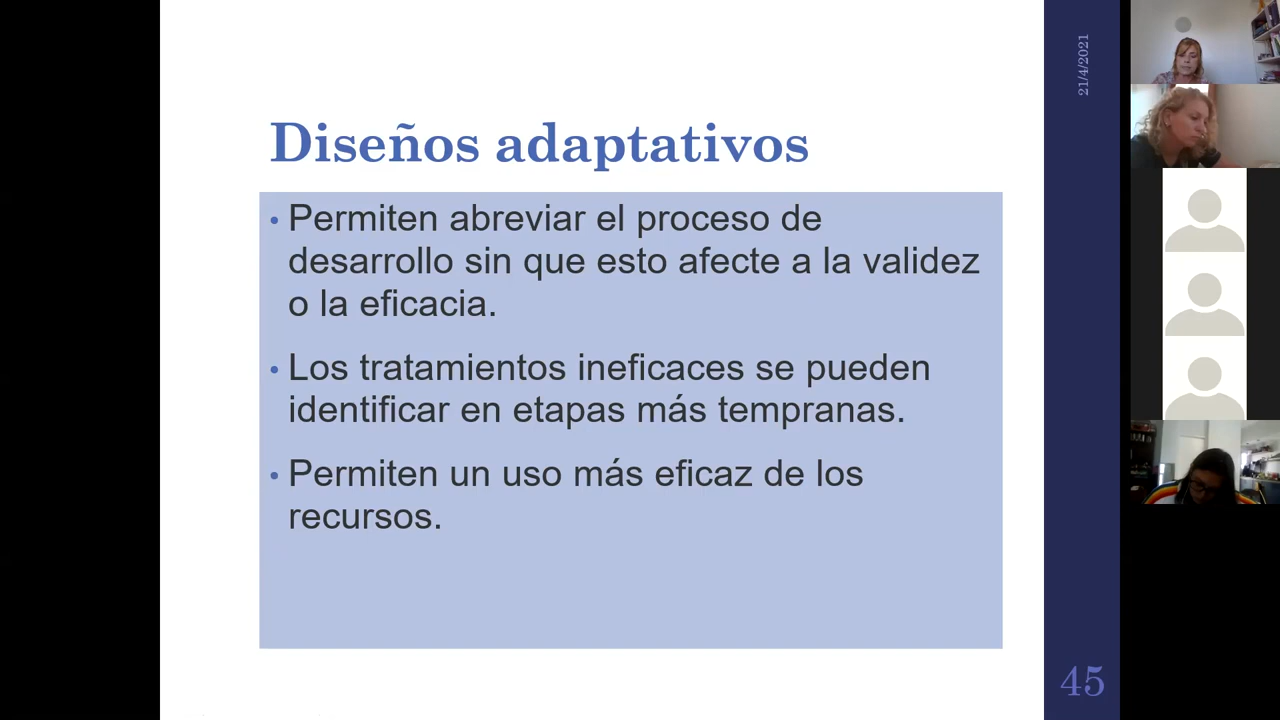 Diseños adaptativos
• Permiten abreviar el proceso de
desarrollo sin que esto afecte a la validez
o la eficacia.
• Los tratamientos ineficaces se pueden
identificar en etapas más tempranas.
• Permiten un uso más eficaz de los
recursos.
21/4/2021
45